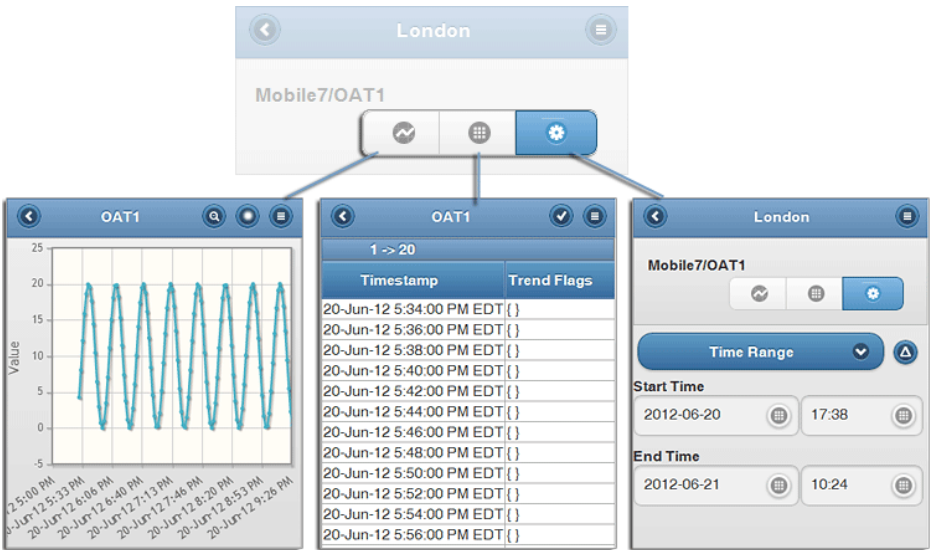 London
Mobile7/OAT1
OAT1
25
20
15
10
5
0
-5
Value
12 5:00 PM
20-Jun-12 5:33 PM
20-Jun-12 6:06 PM
20-Jun-12 6:40 PM
20-Jun-12 7:13 PM
20-Jun-12 7:46 PM
20-Jun-12 8:20 PM
20-Jun-12 8:53 PM
20-Jun-12 9:26 PM
OAT1
1 -> 20
Timestamp Trend Flags
20-Jun-12 5:34:00 PM EDT { }
20-Jun-12 5:36:00 PM EDT { }
20-Jun-12 5:38:00 PM EDT { }
20-Jun-12 5:40:00 PM EDT { }
20-Jun-12 5:42:00 PM EDT { }
20-Jun-12 5:44:00 PM EDT { }
20-Jun-12 5:46:00 PM EDT { }
20-Jun-12 5:48:00 PM EDT { }
20-Jun-12 5:50:00 PM EDT { }
20-Jun-12 5:52:00 PM EDT { }
20-Jun-12 5:54:00 PM EDT { }
20-Jun-12 5:56:00 PM EDT { }
London
Mobile7/OAT1
Time Range
Start Time
2012-06-20 17:38
End Time
2012-06-21 10:24